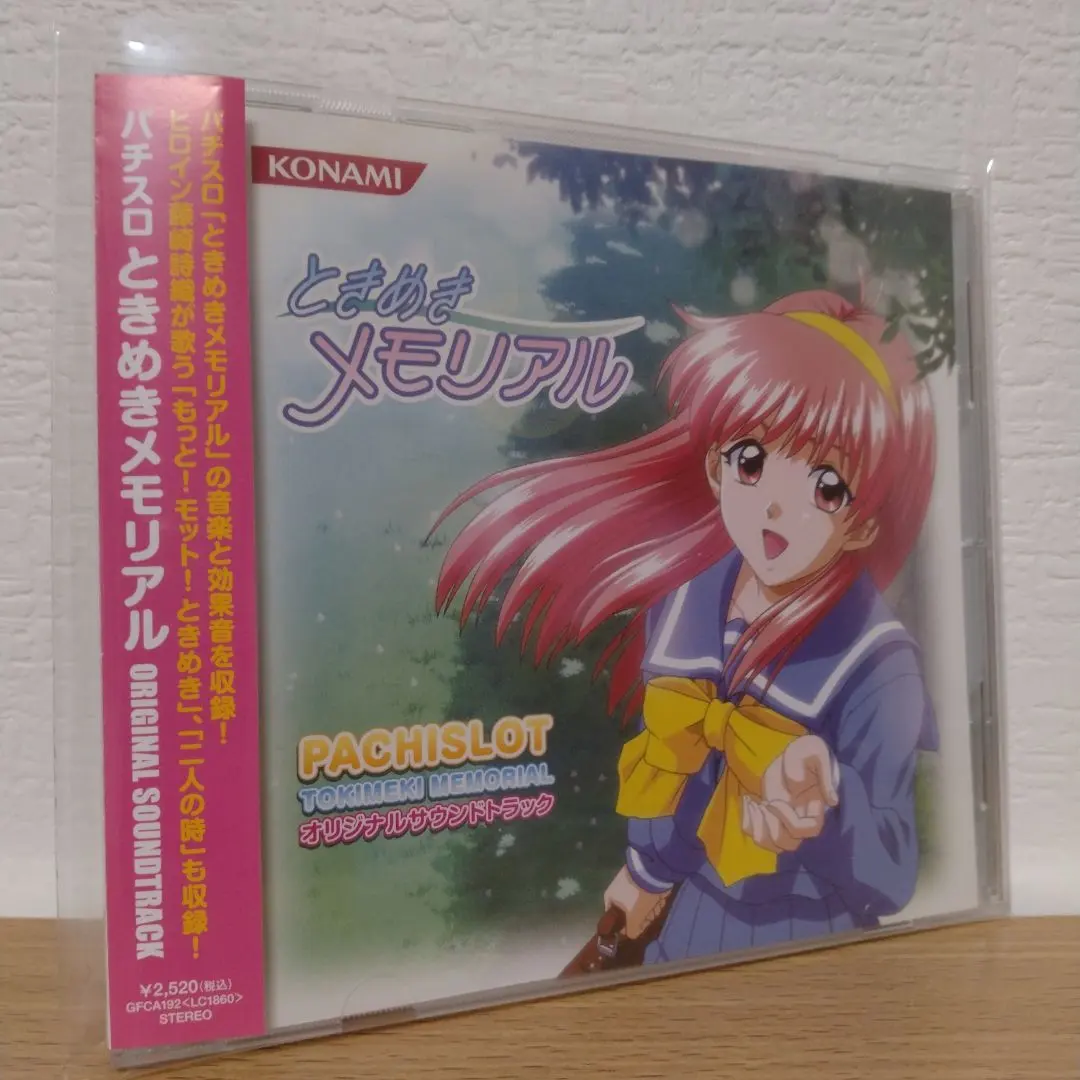 パチスロ「ときめきメモリアル」の音楽と効果音を収録！
ヒロイン藤崎詩織が歌う「もっと！モット！ときめき」、「二人の時」も収録！
パチスロ ときめきメモリアル ORIGINAL SOUNDTRACK
¥2,520(税込)
GFCA192<LC1860>
STEREO
KONAMI
ときめき
メモリアル
PACHISLOT
TOKIMEKI MEMORIAL
オリジナルサウンドトラック